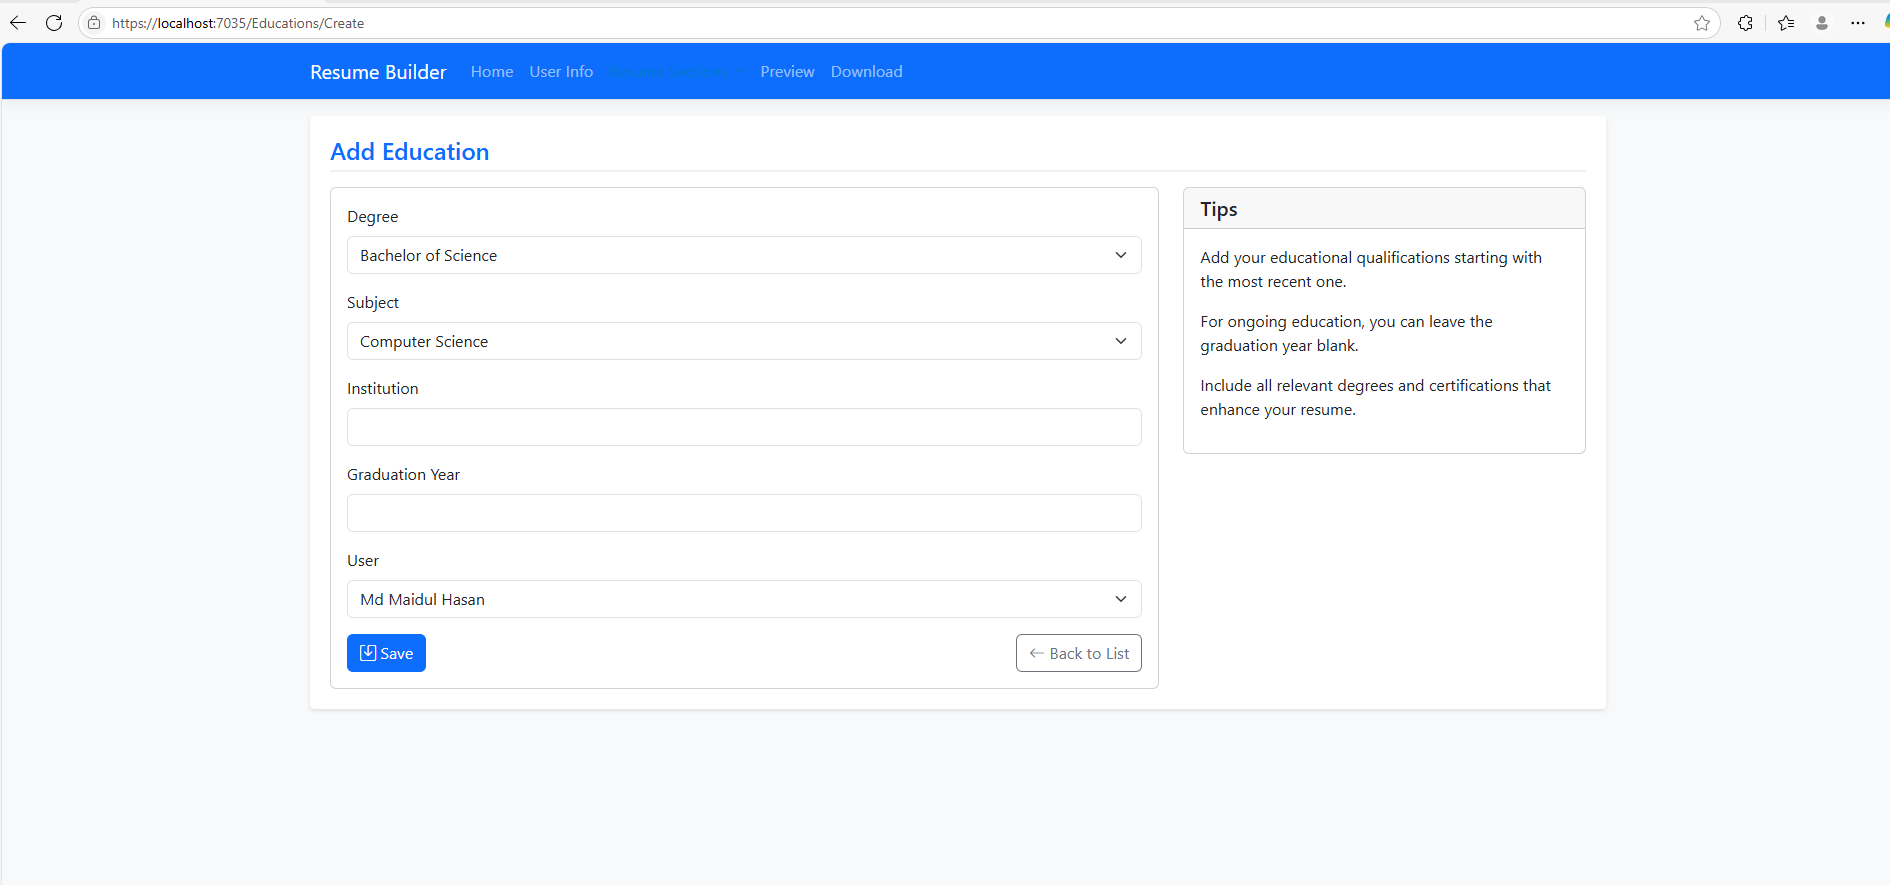 https://localhost:7035/Educations/Create
Resume Builder Home User Info Resume Sections Preview Download
Add Education
Degree
Bachelor of Science
Subject
Computer Science
Institution
Graduation Year
User
Md Maidul Hasan
Save
Back to List
Tips
Add your educational qualifications starting with
the most recent one.
For ongoing education, you can leave the
graduation year blank.
Include all relevant degrees and certifications that
enhance your resume.